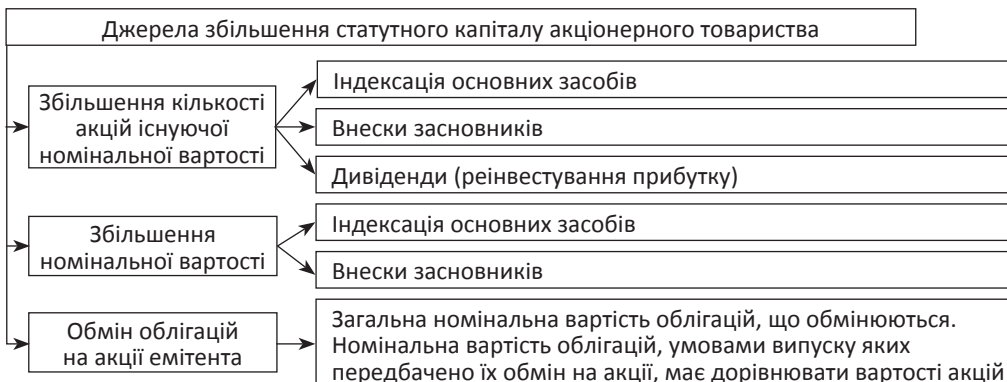 Джерела збільшення статутного капіталу акціонерного товариства
Збільшення кількості
акцій існуючої
номінальної вартості
Індексація основних засобів
Внески засновників
Дивіденди (реінвестування прибутку)
Збільшення
номінальної вартості
Індексація основних засобів
Внески засновників
Обмін облігацій
на акції емітента
Загальна номінальна вартість облігацій, що обмінюються.
Номінальна вартість облігацій, умовами випуску яких
передбачено їх обмін на акції, має дорівнювати вартості акцій